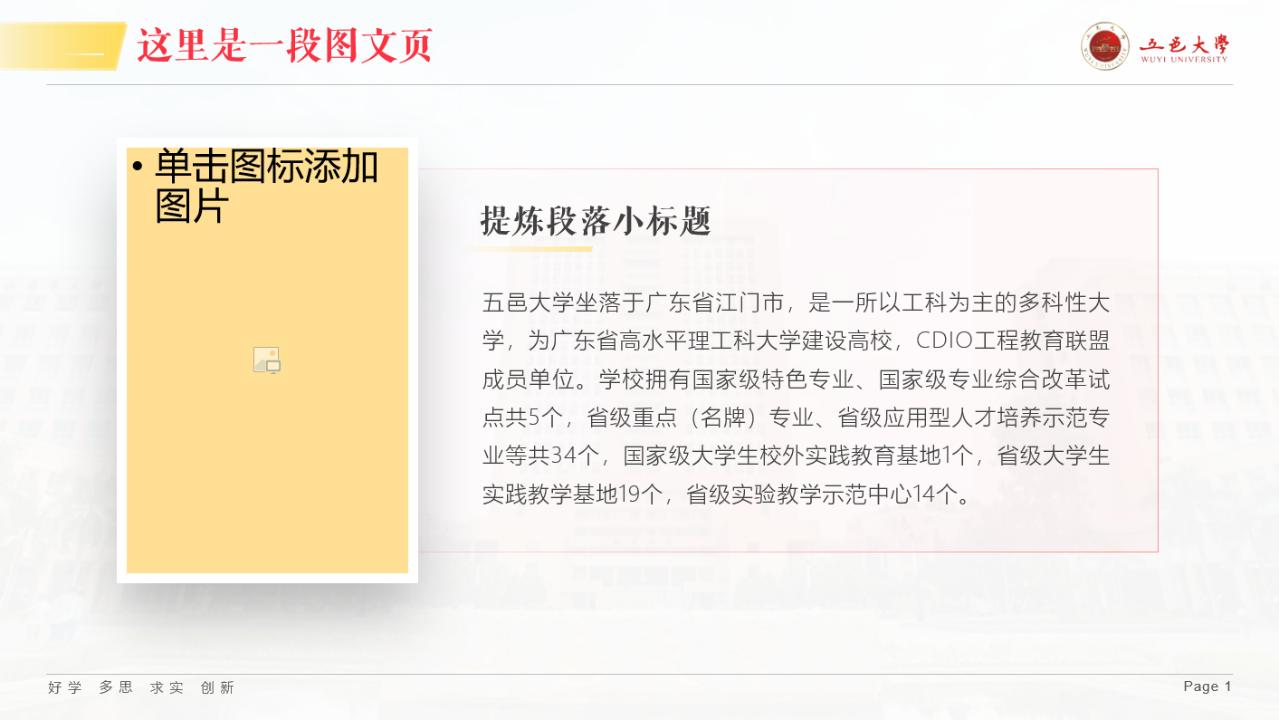 这里是一段图文页
五邑大學
WUYI UNIVERSITY
• 单击图标添加
图片
提炼段落小标题
五邑大学坐落于广东省江门市，是一所以工科为主的多科性大
学，为广东省高水平理工科大学建设高校，CDIO工程教育联盟
成员单位。学校拥有国家级特色专业、国家级专业综合改革试
点共5个，省级重点（名牌）专业、省级应用型人才培养示范专
业等共34个，国家级大学生校外实践教育基地1个，省级大学生
实践教学基地19个，省级实验教学示范中心14个。
好学 多思 求实 创新
Page 1